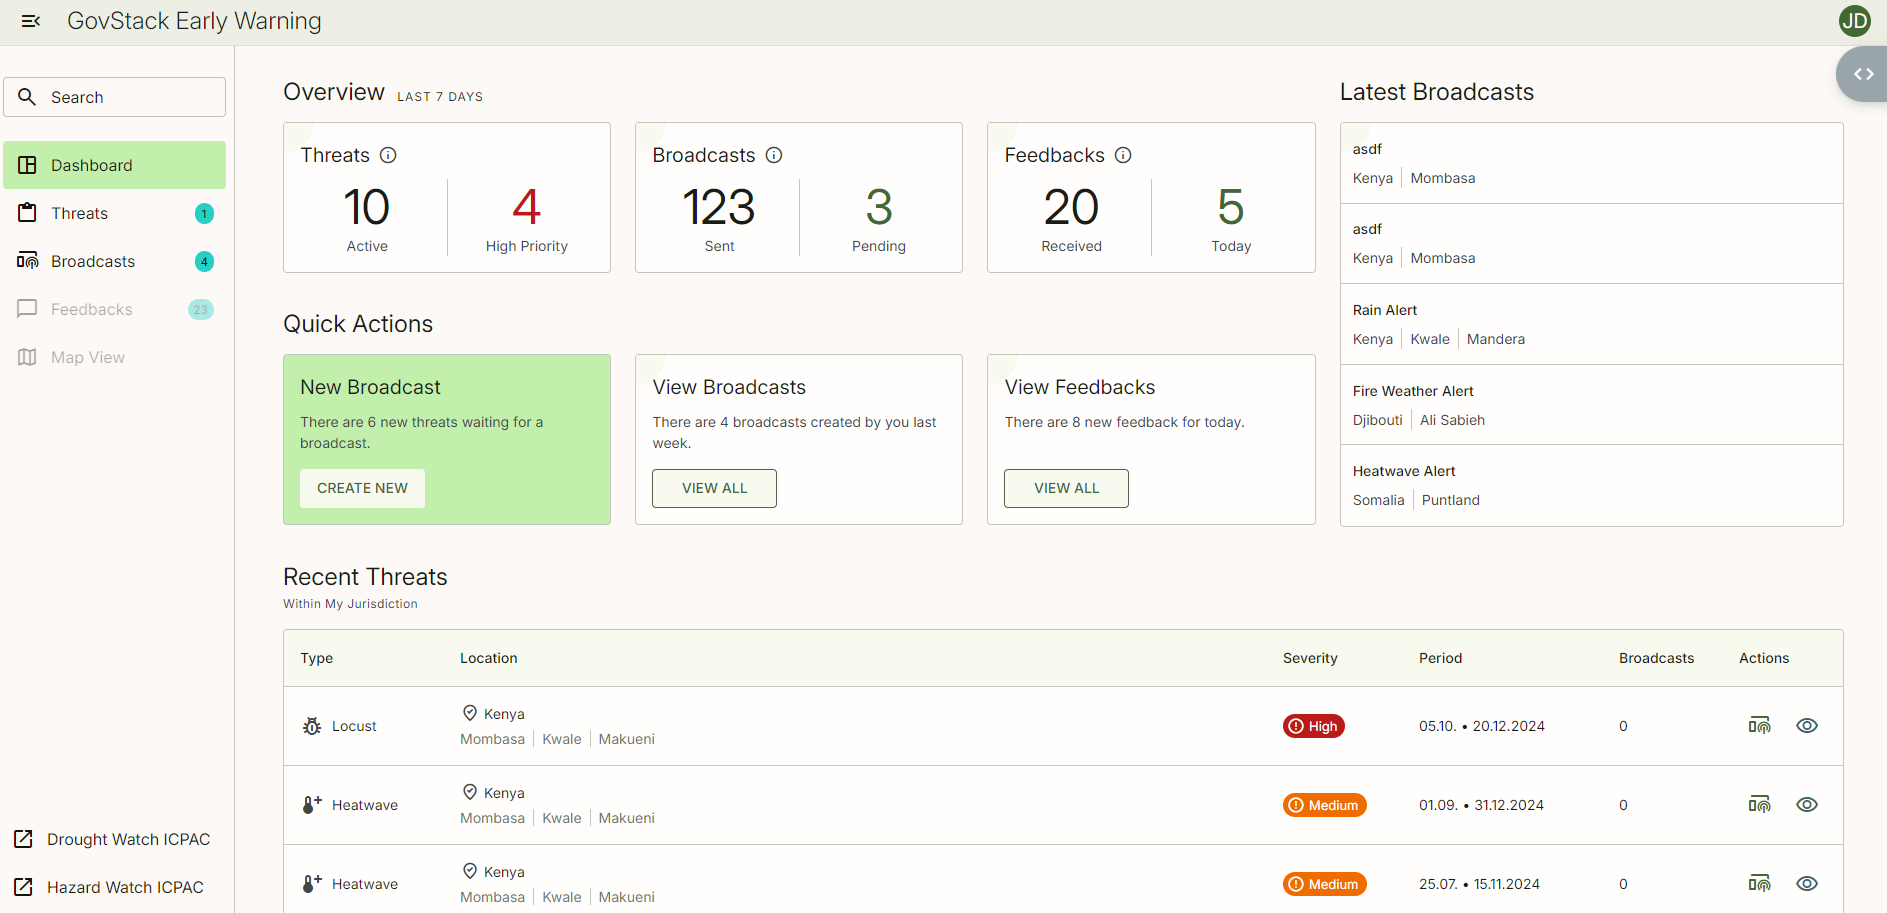 GovStack Early Warning
JD
Search
Dashboard
Threats 1
Broadcasts 4
Feedbacks 23
Map View
Drought Watch ICPAC
Hazard Watch ICPAC
Overview LAST 7 DAYS
Threats
10 4
Active High Priority
Broadcasts
123 3
Sent Pending
Feedbacks
20 5
Received Today
Quick Actions
New Broadcast
There are 6 new threats waiting for a
broadcast.
CREATE NEW
View Broadcasts
There are 4 broadcasts created by you last
week.
VIEW ALL
View Feedbacks
There are 8 new feedback for today.
VIEW ALL
Latest Broadcasts
asdf
Kenya Mombasa
asdf
Kenya Mombasa
Rain Alert
Kenya Kwale Mandera
Fire Weather Alert
Djibouti Ali Sabieh
Heatwave Alert
Somalia Puntland
Recent Threats
Within My Jurisdiction
Type Location Severity Period Broadcasts Actions
Kenya
Locust High 05.10. • 20.12.2024 0
Mombasa Kwale Makueni
Kenya
Heatwave Medium 01.09. • 31.12.2024 0
Mombasa Kwale Makueni
Kenya
Heatwave Medium 25.07. • 15.11.2024 0
Mombasa Kwale Makueni